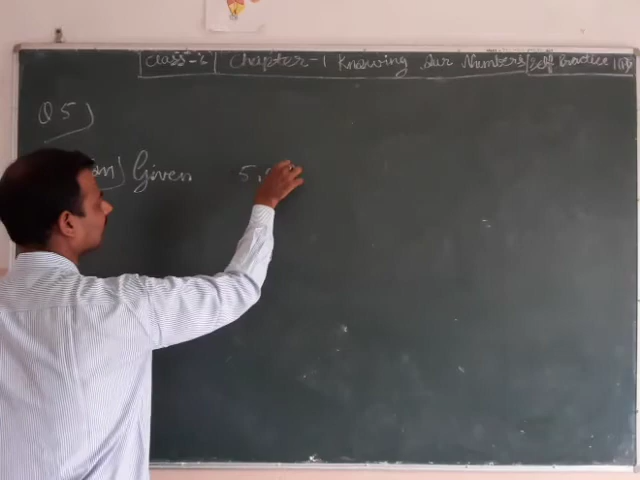 Class-6 Chapter-1 Knowing Our Numbers Self Practice 1(B)
Q5)
Given 5,